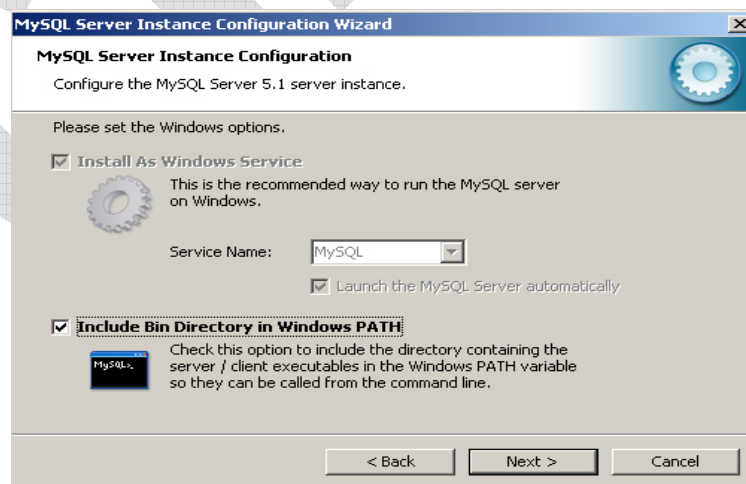 MySQL Server Instance Configuration Wizard
MySQL Server Instance Configuration
Configure the MySQL Server 5.1 server instance.
Please set the Windows options.
Install As Windows Service
This is the recommended way to run the MySQL server
on Windows.
Service Name:
MySQL
Launch the MySQL Server automatically
Include Bin Directory in Windows PATH
Check this option to include the directory containing the
server / client executables in the Windows PATH variable
so they can be called from the command line.
MySQL>_
< Back
Next >
Cancel